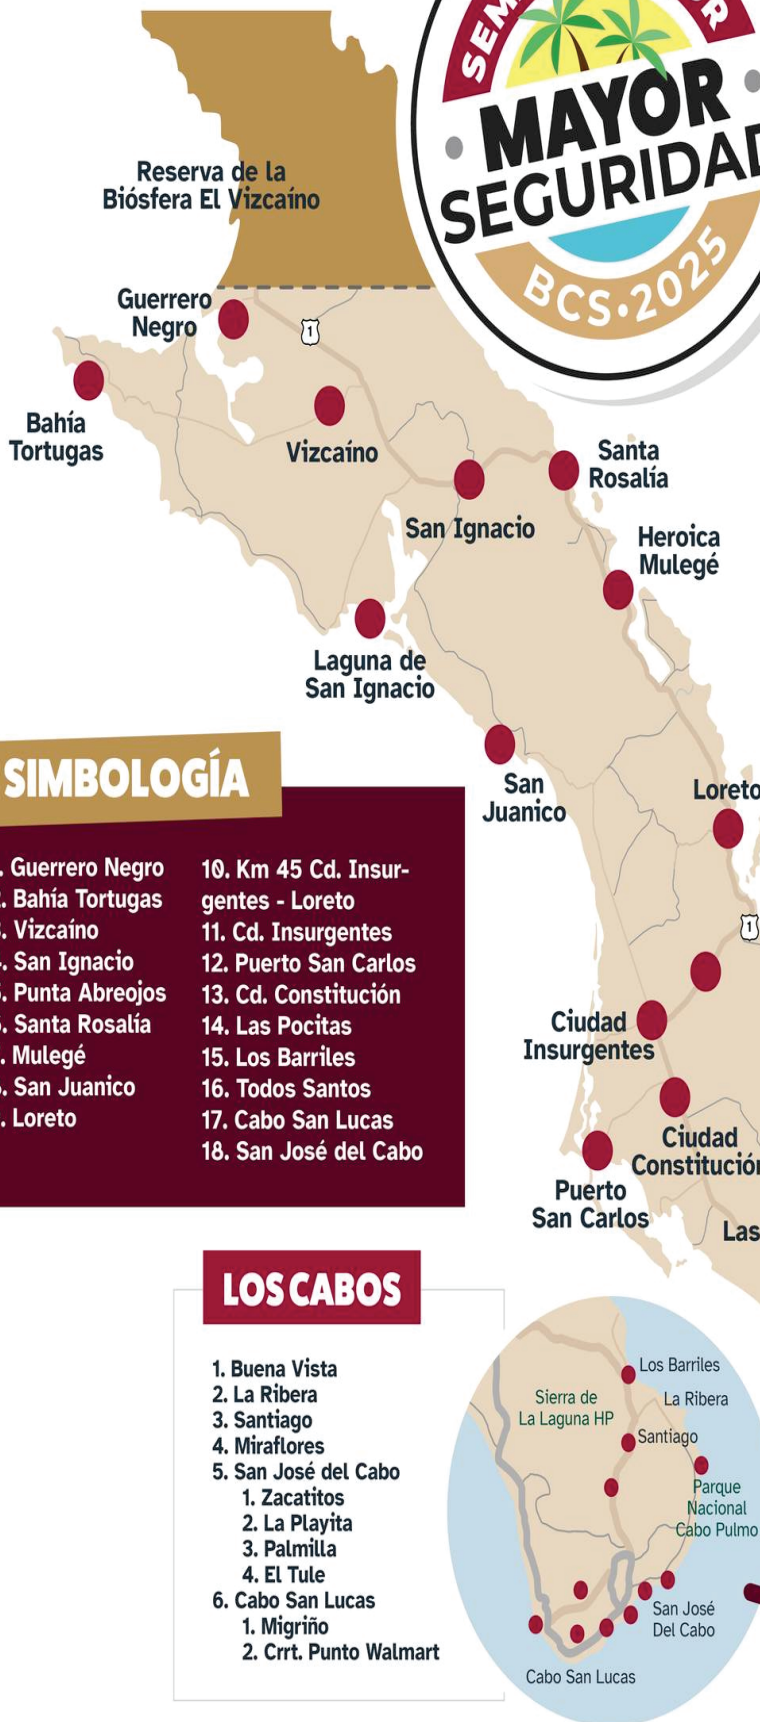 MAYOR
SEGURIDAD
BCS•2025
Reserva de la
Biósfera El Vizcaíno
Guerrero
Negro
1
Bahía
Tortugas
Vizcaíno
Santa
Rosalía
San Ignacio
Heroica
Mulegé
Laguna de
San Ignacio
San
Juanico
Loreto
1
Ciudad
Insurgentes
Ciudad
Constitución
Puerto
San Carlos
Las
SIMBOLOGÍA
. Guerrero Negro
. Bahía Tortugas
. Vizcaíno
. San Ignacio
. Punta Abreojos
. Santa Rosalía
. Mulegé
. San Juanico
. Loreto
10. Km 45 Cd. Insur-
gentes - Loreto
11. Cd. Insurgentes
12. Puerto San Carlos
13. Cd. Constitución
14. Las Pocitas
15. Los Barriles
16. Todos Santos
17. Cabo San Lucas
18. San José del Cabo
LOS CABOS
1. Buena Vista
2. La Ribera
3. Santiago
4. Miraflores
5. San José del Cabo
1. Zacatitos
2. La Playita
3. Palmilla
4. El Tule
6. Cabo San Lucas
1. Migriño
2. Crrt. Punto Walmart
Los Barriles
La Ribera
Sierra de
La Laguna HP
Santiago
Parque
Nacional
Cabo Pulmo
San José
Del Cabo
Cabo San Lucas